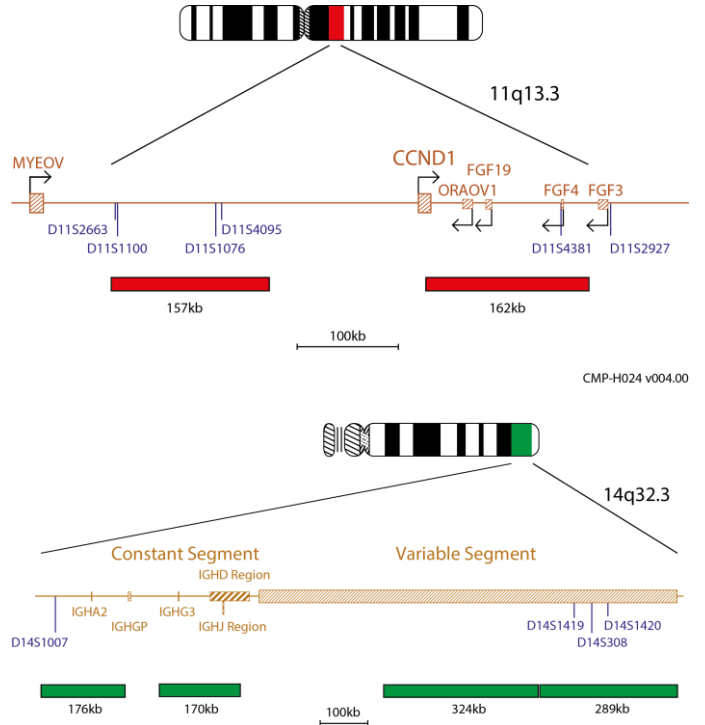 11q13.3
MYEOV
CCND1
FGF19
ORAOV1
FGF4
FGF3
D11S2663
D11S4095
D11S1100
D11S1076
D11S4381
D11S2927
157kb
162kb
100kb
CMP-H024 v004.00
14q32.3
Constant Segment
Variable Segment
IGHD Region
IGHA2
IGHG3
IGHGP
IGHJ Region
D14S1007
D14S1419
D14S1420
D14S308
176kb
170kb
324kb
289kb
100kb